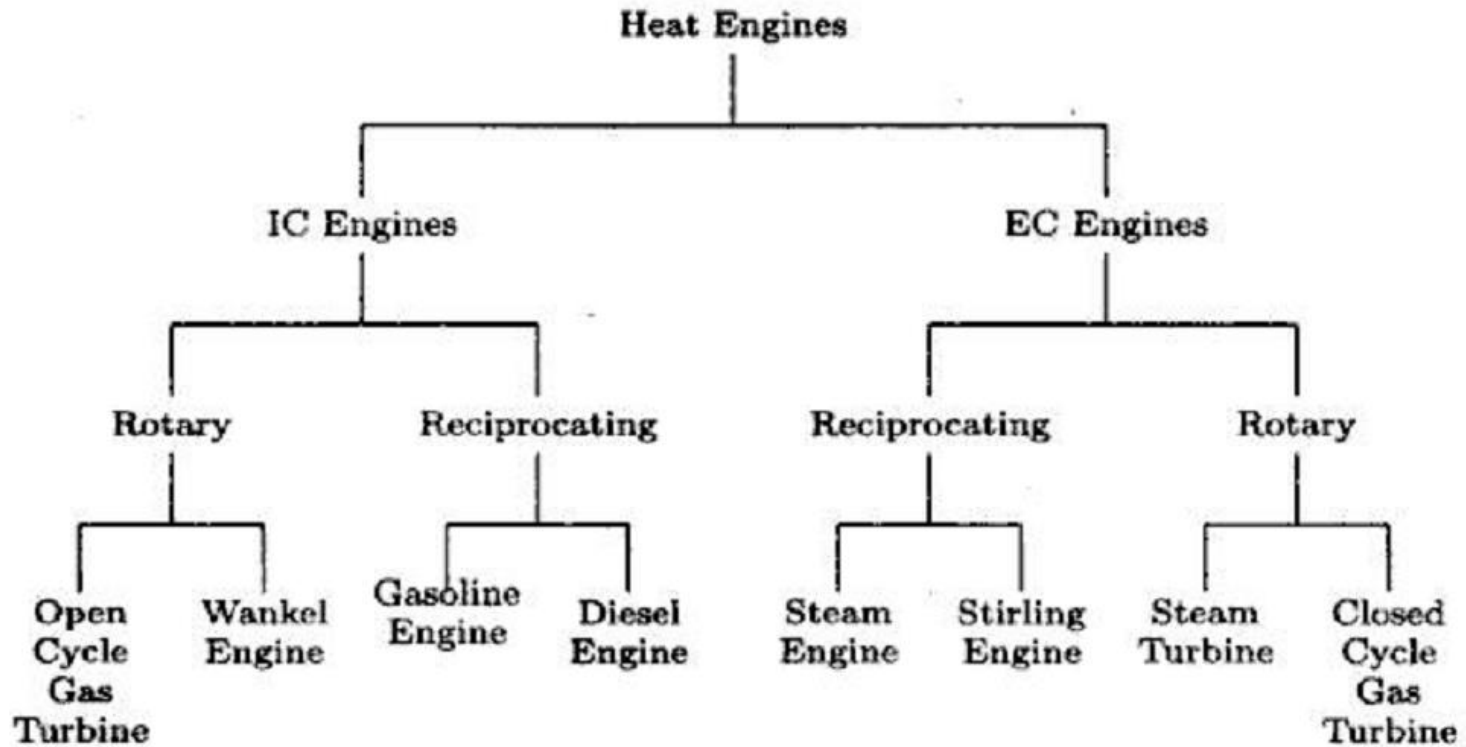 Heat Engines
IC Engines
EC Engines
Rotary
Reciprocating
Reciprocating
Rotary
Open
Cycle
Gas
Turbine
Wankel
Engine
Gasoline
Engine
Diesel
Engine
Steam
Engine
Stirling
Engine
Steam
Turbine
Closed
Cycle
Gas
Turbine